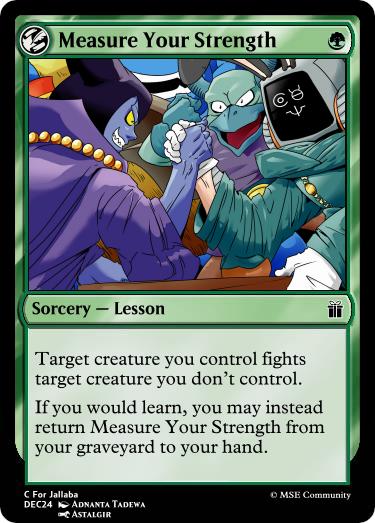 Measure Your Strength
Sorcery — Lesson
Target creature you control fights
target creature you don't control.
If you would learn, you may instead
return Measure Your Strength from
your graveyard to your hand.
C For Jallaba
DEC24 Adnanta Tadewa
Astalgir
© MSE Community